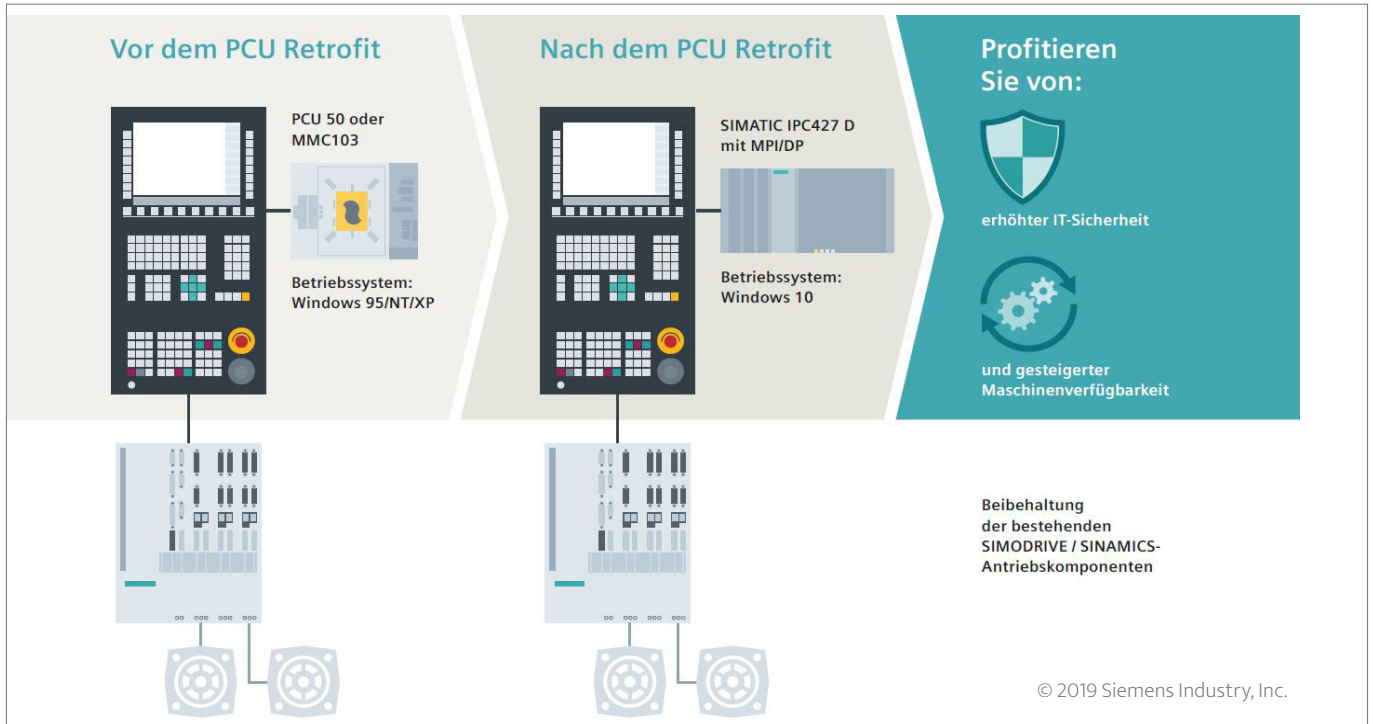 Vor dem PCU Retrofit
PCU 50 oder
MMC103
Betriebssystem:
Windows 95/NT/XP
Nach dem PCU Retrofit
SIMATIC IPC427 D
mit MPI/DP
Betriebssystem:
Windows 10
Profitieren
Sie von:
erhöhter IT-Sicherheit
und gesteigerter
Maschinenverfügbarkeit
Beibehaltung
der bestehenden
SIMODRIVE / SINAMICS-
Antriebskomponenten
© 2019 Siemens Industry, Inc.